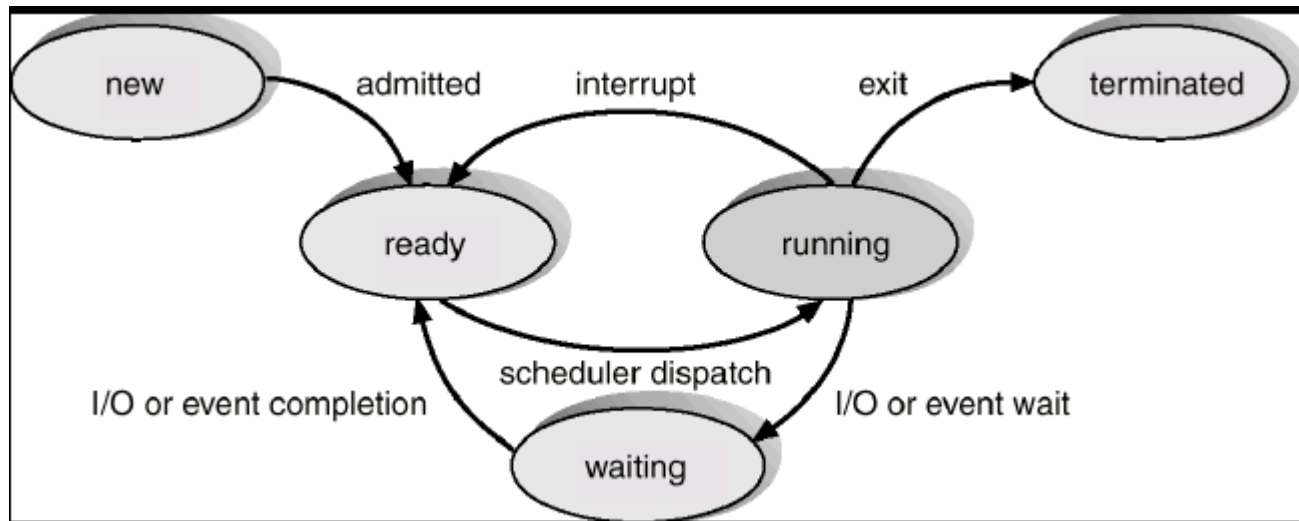 new
admitted
interrupt
exit
terminated
ready
running
scheduler dispatch
I/O or event completion
I/O or event wait
waiting